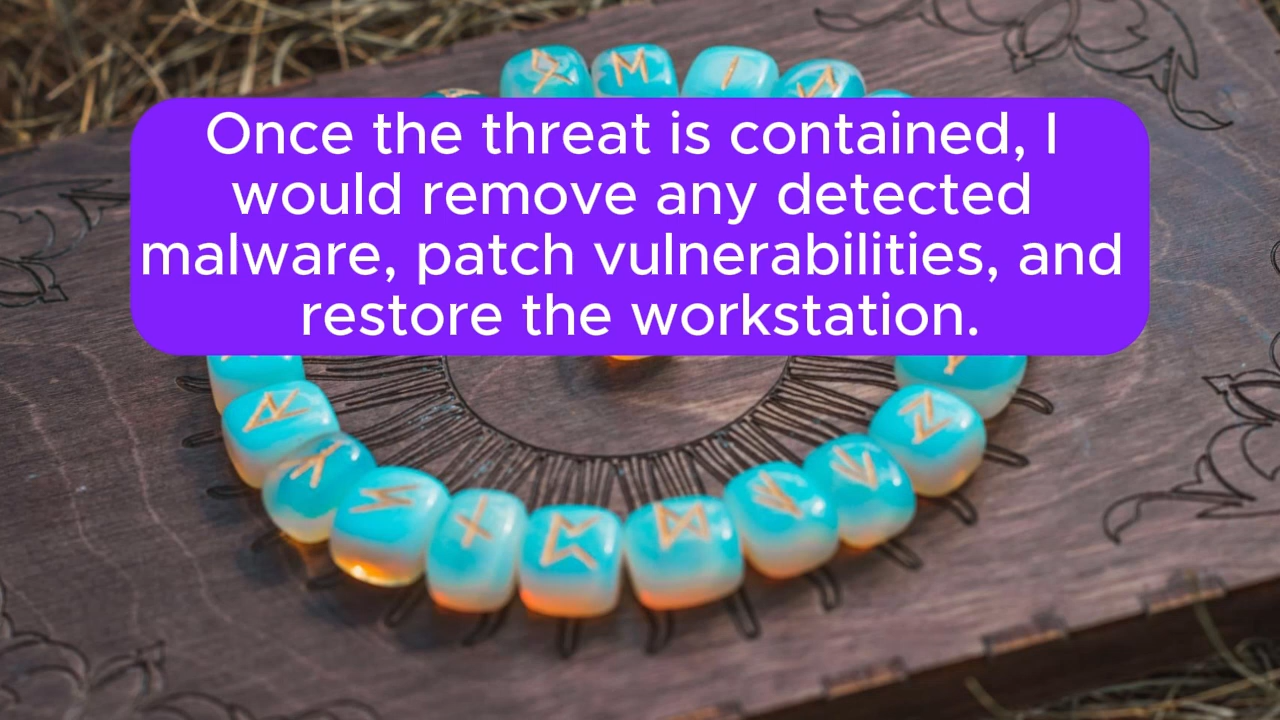 Once the threat is contained, I
would remove any detected
malware, patch vulnerabilities, and
restore the workstation.